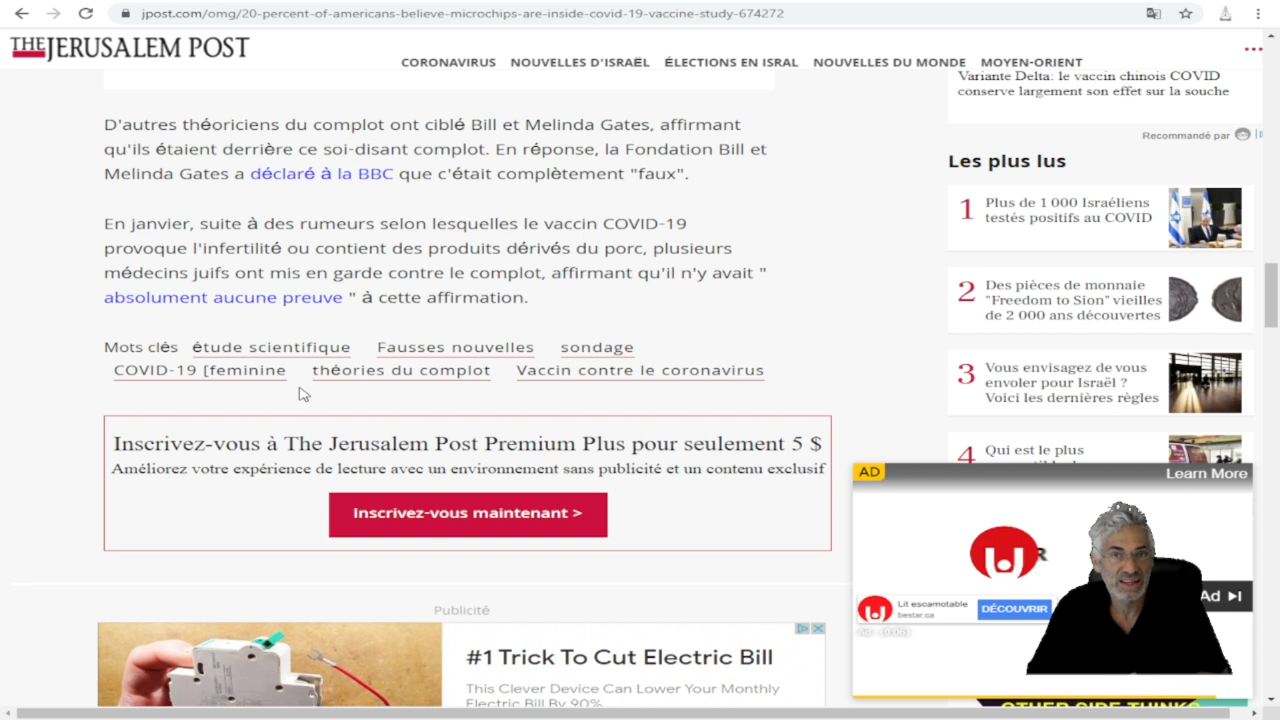 jpost.com/omg/20-percent-of-americans-believe-microchips-are-inside-covid-19-vaccine-study-674272
THE JERUSALEM POST
CORONAVIRUS NOUVELLES D'ISRAËL ÉLECTIONS EN ISRAL NOUVELLES DU MONDE MOYEN-ORIENT
D'autres théoriciens du complot ont ciblé Bill et Melinda Gates, affirmant
qu'ils étaient derrière ce soi-disant complot. En réponse, la Fondation Bill et
Melinda Gates a déclaré à la BBC que c'était complètement "faux".
En janvier, suite à des rumeurs selon lesquelles le vaccin COVID-19
provoque l'infertilité ou contient des produits dérivés du porc, plusieurs
médecins juifs ont mis en garde contre le complot, affirmant qu'il n'y avait "
absolument aucune preuve " à cette affirmation.
Mots clés étude scientifique Fausses nouvelles sondage
COVID-19 [feminine théories du complot Vaccin contre le coronavirus
Inscrivez-vous à The Jerusalem Post Premium Plus pour seulement 5 $
Améliorez votre expérience de lecture avec un environnement sans publicité et un contenu exclusif
Inscrivez-vous maintenant >
Publicité
#1 Trick To Cut Electric Bill
This Clever Device Can Lower Your Monthly
Electric Bill By 90%
Variante Delta: le vaccin chinois COVID
conserve largement son effet sur la souche
Recommandé par
Les plus lus
1 Plus de 1 000 Israéliens
testés positifs au COVID
2 Des pièces de monnaie
"Freedom to Sion" vieilles
de 2 000 ans découvertes
3 Vous envisagez de vous
envoler pour Israël ?
Voici les dernières règles
4 Qui est le plus
AD
Learn More
R
Lit escamotable
bestar.ca
DÉCOUVRIR
Ad · (0:06)
Ad
OTHER SIDE THINKS